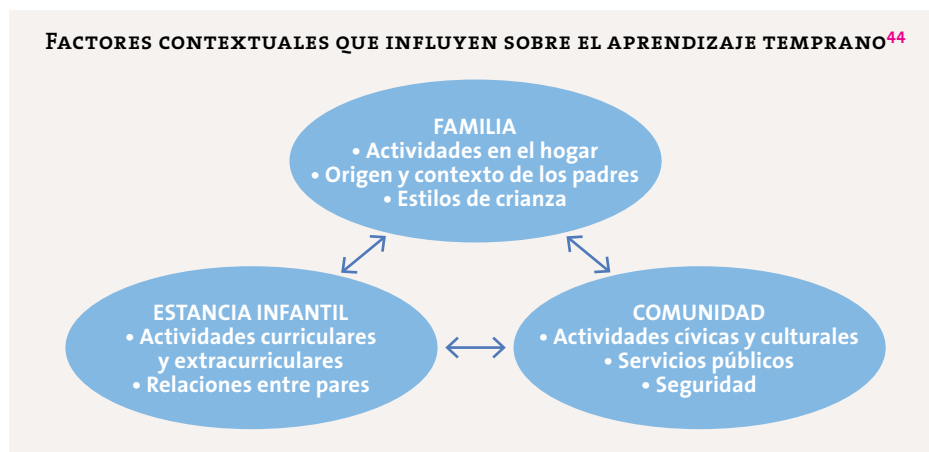 Factores contextuales que influyen sobre el aprendizaje temprano44
FAMILIA
• Actividades en el hogar
• Origen y contexto de los padres
• Estilos de crianza
ESTANCIA INFANTIL
• Actividades curriculares
y extracurriculares
• Relaciones entre pares
COMUNIDAD
• Actividades cívicas y culturales
• Servicios públicos
• Seguridad